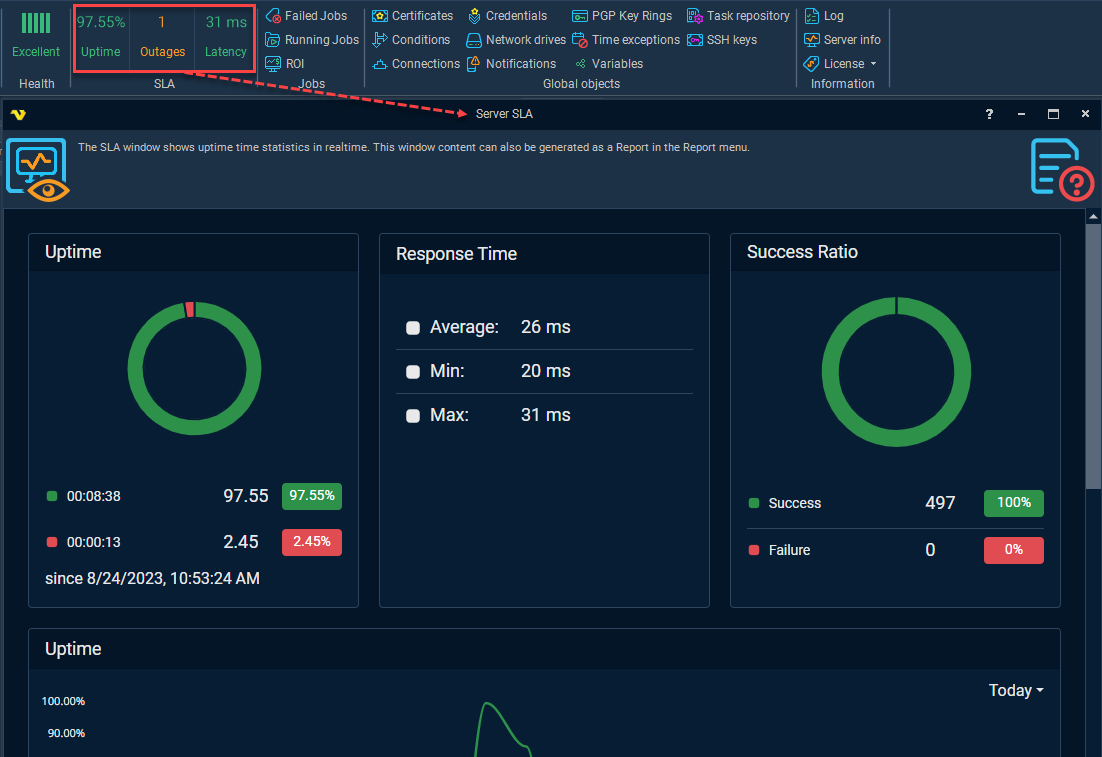 97.55% 1 31 ms Failed Jobs Certificates Credentials PGP Key Rings Task repository Log
Excellent Uptime Outages Latency Running Jobs Conditions Network drives Time exceptions SSH keys Server info
ROI Connections Notifications Variables License
Health SLA Jobs Global objects Information
Server SLA ?
The SLA window shows uptime time statistics in realtime. This window content can also be generated as a Report in the Report menu.
Uptime
00:08:38 97.55 97.55%
00:00:13 2.45 2.45%
since 8/24/2023, 10:53:24 AM
Response Time
Average: 26 ms
Min: 20 ms
Max: 31 ms
Success Ratio
Success 497 100%
Failure 0 0%
Uptime
Today
100.00%
90.00%